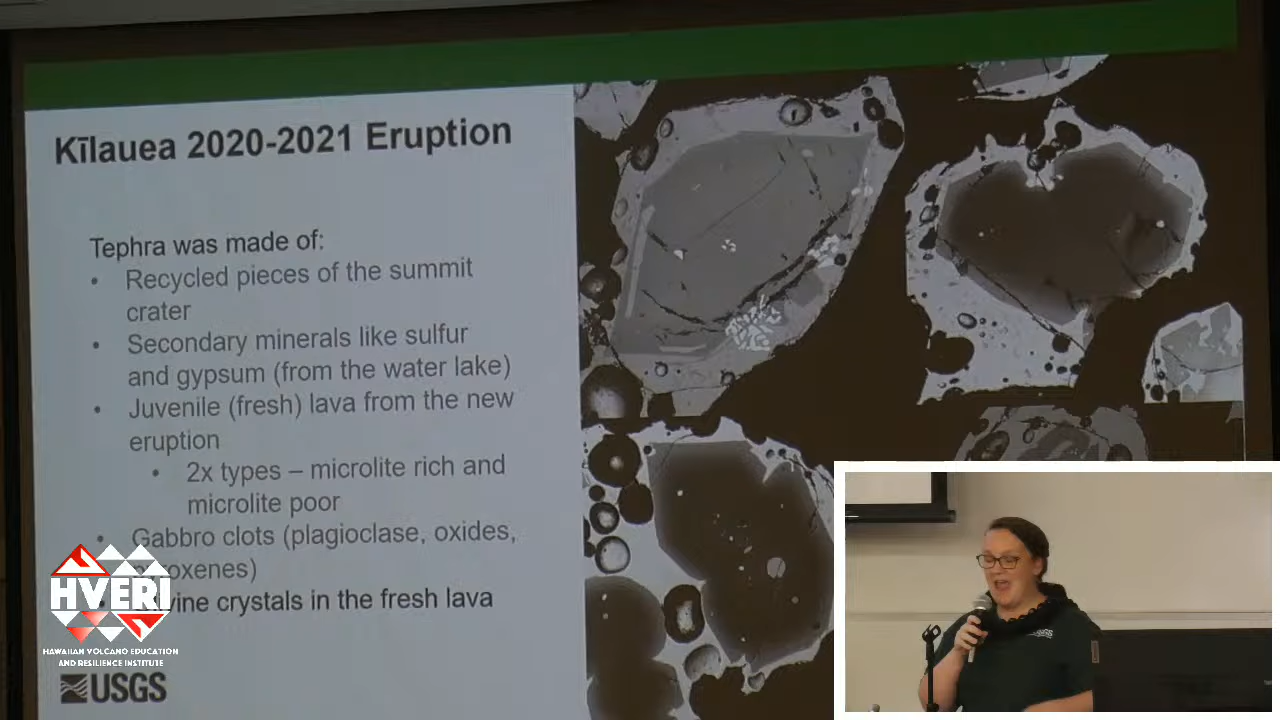 Kīlauea 2020-2021 Eruption
Tephra was made of:
• Recycled pieces of the summit
crater
• Secondary minerals like sulfur
and gypsum (from the water lake)
• Juvenile (fresh) lava from the new
eruption
• 2x types – microlite rich and
microlite poor
• Gabbro clots (plagioclase, oxides,
crystals in the fresh lava
HVERI
HAWAIIAN VOLCANO EDUCATION
AND RESILIENCE INSTITUTE
USGS
USGS